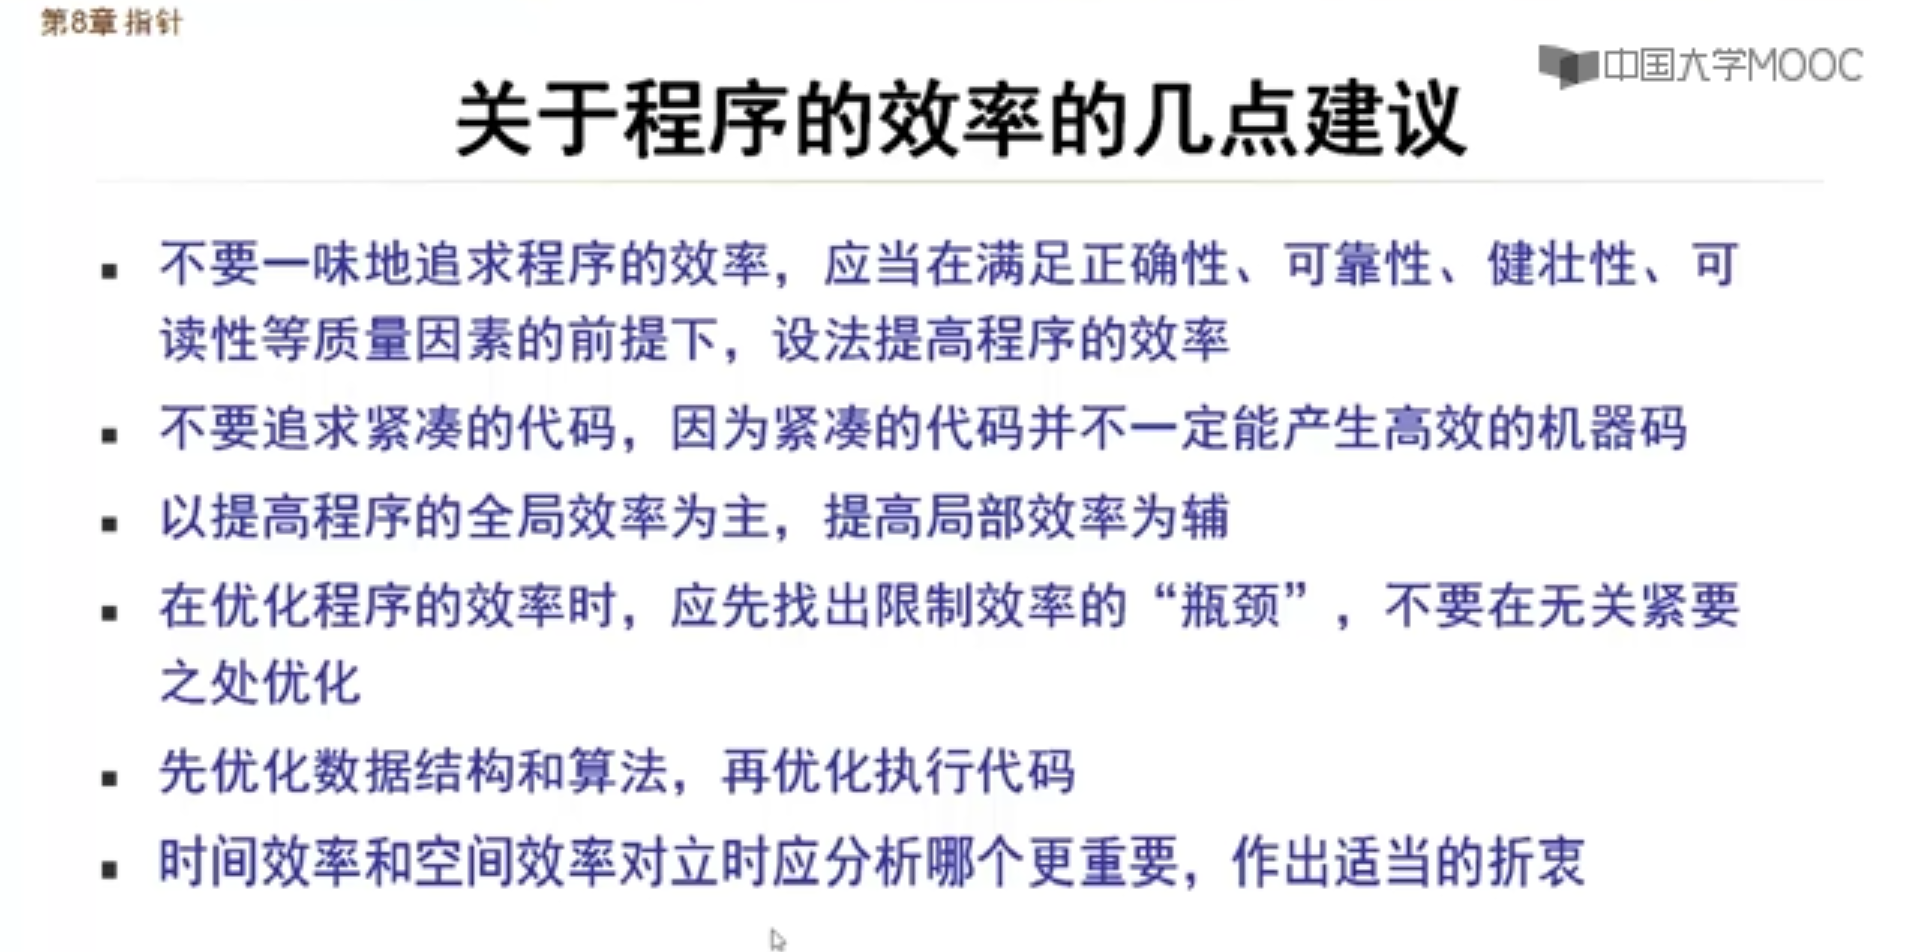 第8章 指针
中国大学MOOC
关于程序的效率的几点建议
▪ 不要一味地追求程序的效率，应当在满足正确性、可靠性、健壮性、可
读性等质量因素的前提下，设法提高程序的效率
▪ 不要追求紧凑的代码，因为紧凑的代码并不一定能产生高效的机器码
▪ 以提高程序的全局效率为主，提高局部效率为辅
▪ 在优化程序的效率时，应先找出限制效率的“瓶颈”，不要在无关紧要
之处优化
▪ 先优化数据结构和算法，再优化执行代码
▪ 时间效率和空间效率对立时应分析哪个更重要，作出适当的折衷